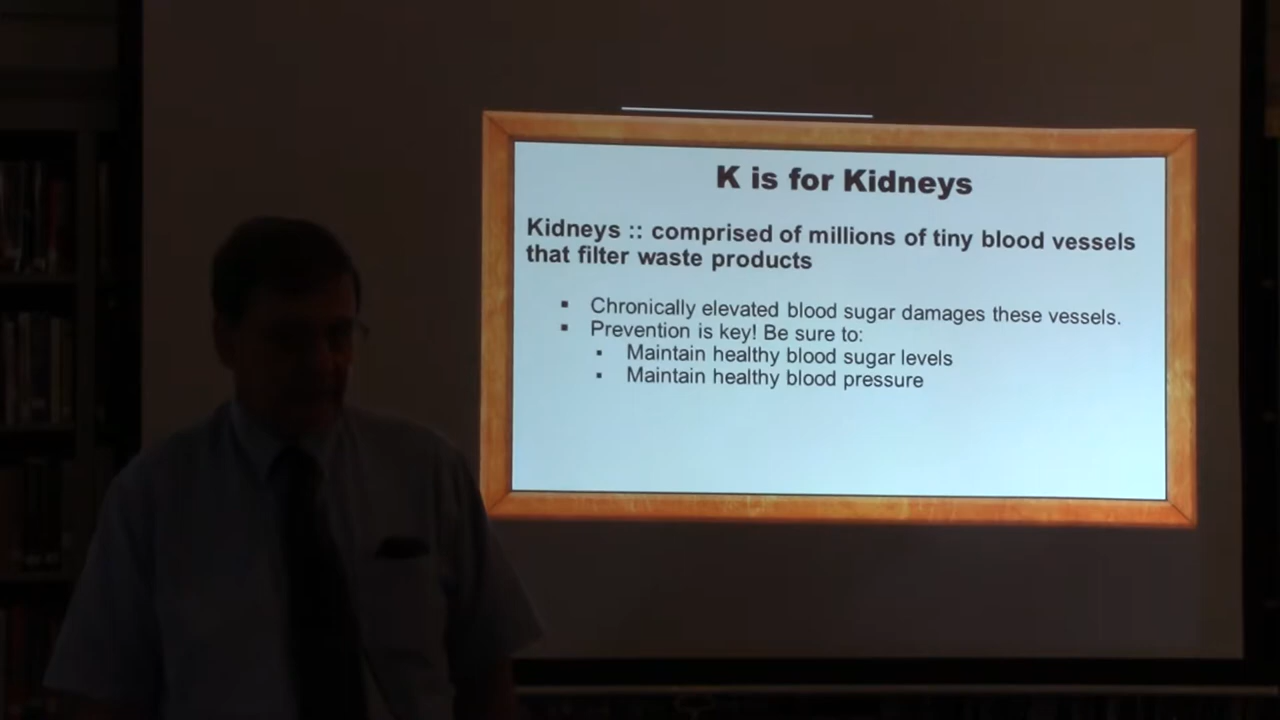 K is for Kidneys
Kidneys :: comprised of millions of tiny blood vessels
that filter waste products
▪ Chronically elevated blood sugar damages these vessels.
▪ Prevention is key! Be sure to:
▪ Maintain healthy blood sugar levels
▪ Maintain healthy blood pressure